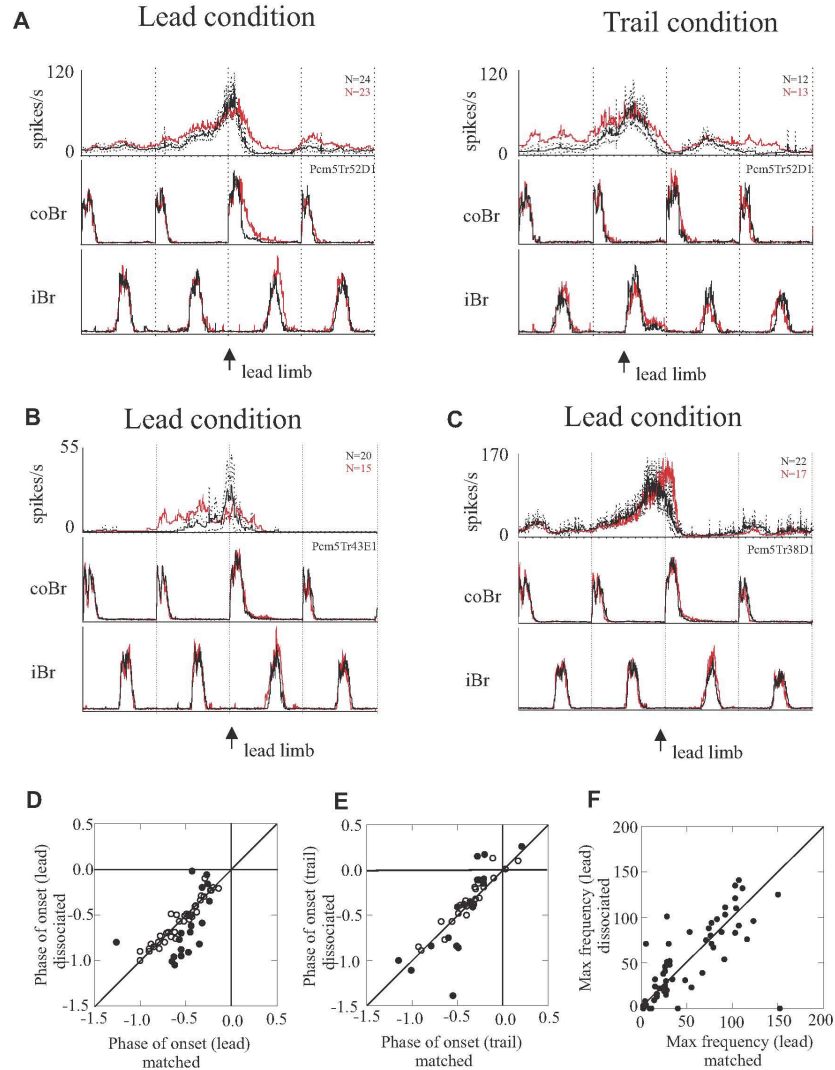 A
Lead condition
Trail condition
120
N=24
N=23
spikes/s
0
Pcm5Tr52D1
coBr
iBr
lead limb
120
N=12
N=13
spikes/s
0
Pcm5Tr52D1
coBr
iBr
lead limb
B
Lead condition
55
N=20
N=15
spikes/s
0
Pcm5Tr43E1
coBr
iBr
lead limb
C
Lead condition
170
N=22
N=17
spikes/s
0
Pcm5Tr38D1
coBr
iBr
lead limb
D
0.5
0.0
-0.5
-1.0
-1.5
-1.5 -1.0 -0.5 0.0 0.5
Phase of onset (lead)
dissociated
Phase of onset (lead)
matched
E
0.5
0.0
-0.5
-1.0
-1.5
-1.5 -1.0 -0.5 0.0 0.5
Phase of onset (trail)
dissociated
Phase of onset (trail)
matched
F
200
150
100
50
0
0 50 100 150 200
Max frequency (lead)
dissociated
Max frequency (lead)
matched